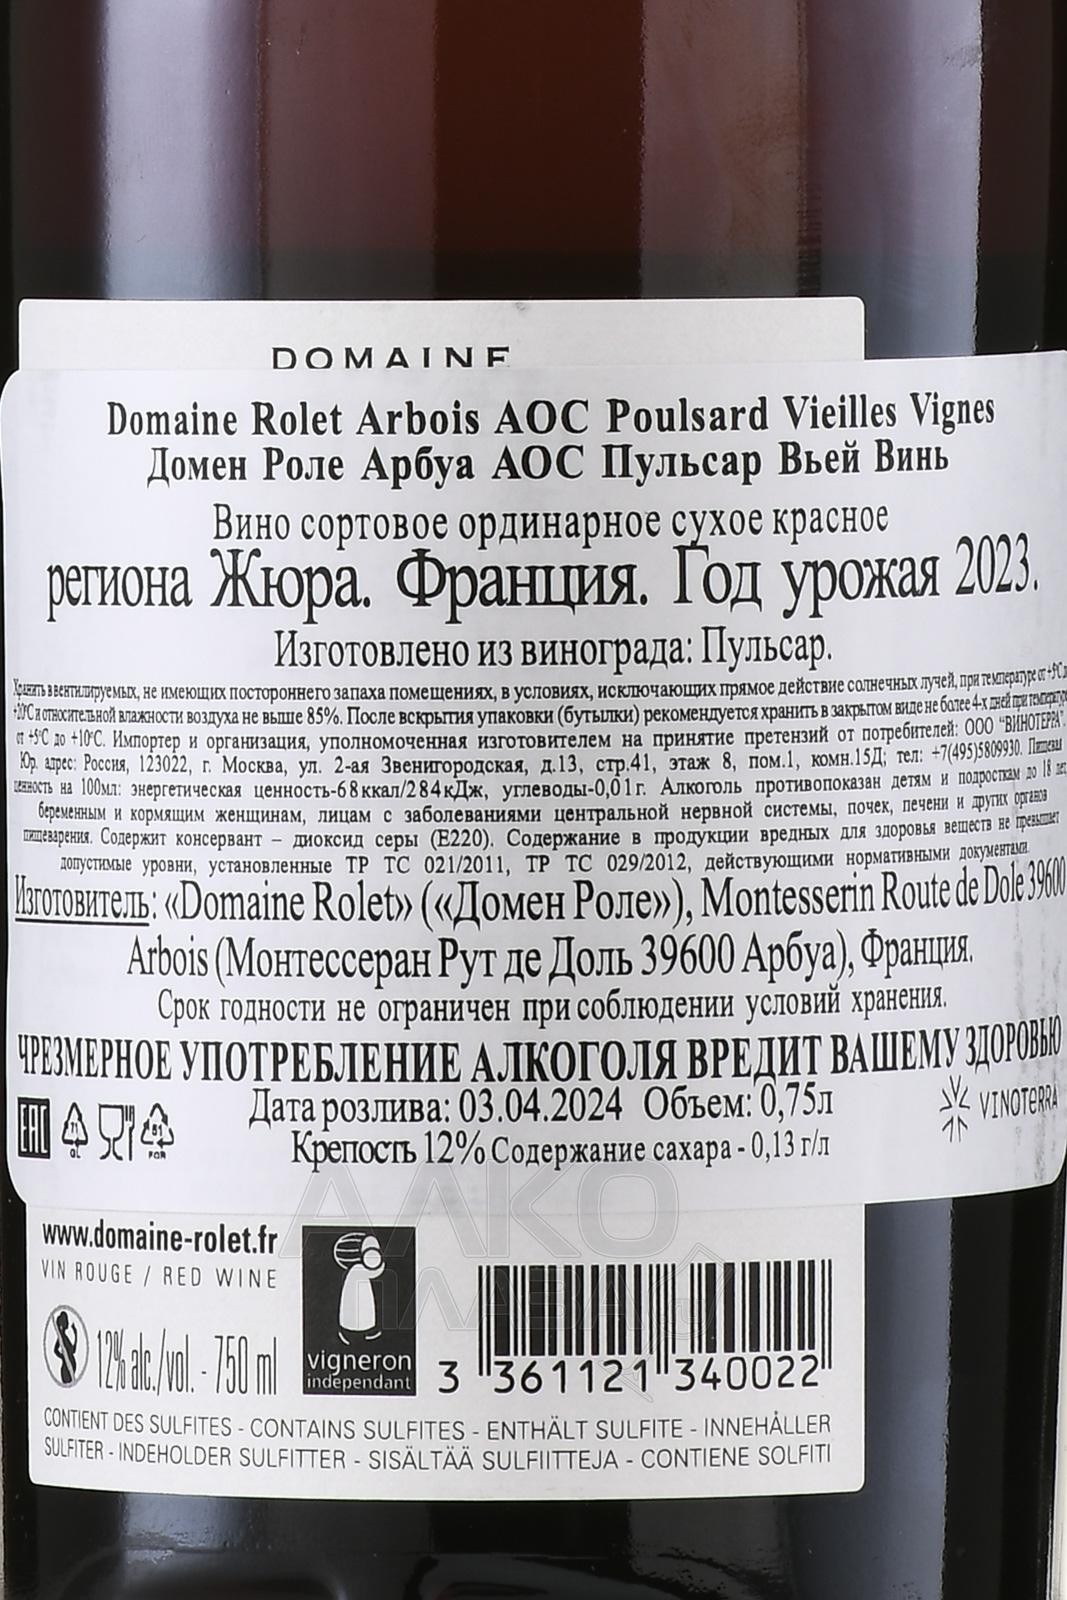 DOMAINE
Domaine Rolet Arbois AOC Poulsard Vieilles Vignes
Домен Роле Арбуа АОС Пульсар Вьей Винь
Вино сортовое ординарное сухое красное
региона Жюра. Франция. Год урожая 2023.
Изготовлено из винограда: Пульсар.
Хранить в вентилируемых, не имеющих постороннего запаха помещениях, в условиях, исключающих прямое действие солнечных лучей, при температуре от +5°С до
+20°С и относительной влажности воздуха не выше 85%. После вскрытия упаковки (бутылки) рекомендуется хранить в закрытом виде не более 4-х дней при температуре
от +5°С до +10°С. Импортер и организация, уполномоченная изготовителем на принятие претензий от потребителей: ООО "ВИНОТЕРРА".
Юр. адрес: Россия, 123022, г. Москва, ул. 2-ая Звенигородская, д.13, стр.41, этаж 8, пом.1, комн.15Д; тел: +7(495)5809930. Пищевая
ценность на 100мл: энергетическая ценность-68ккал/284кДж, углеводы-0,01г. Алкоголь противопоказан детям и подросткам до 18 лет,
беременным и кормящим женщинам, лицам с заболеваниями центральной нервной системы, почек, печени и других органов
пищеварения. Содержит консервант – диоксид серы (Е220). Содержание в продукции вредных для здоровья веществ не превышает
допустимые уровни, установленные ТР ТС 021/2011, ТР ТС 029/2012, действующими нормативными документами.
Изготовитель: «Domaine Rolet» («Домен Роле»), Montesserin Route de Dole 39600
Arbois (Монтессеран Рут де Доль 39600 Арбуа), Франция.
Срок годности не ограничен при соблюдении условий хранения.
ЧРЕЗМЕРНОЕ УПОТРЕБЛЕНИЕ АЛКОГОЛЯ ВРЕДИТ ВАШЕМУ ЗДОРОВЬЮ
Дата розлива: 03.04.2024 Объем: 0,75л
Крепость 12% Содержание сахара - 0,13 г/л
EAC
71
GL
81
FOR
VINOTERRA
www.domaine-rolet.fr
VIN ROUGE / RED WINE
12% alc./vol. - 750 ml
vigneron
indépendant
3 361121 340022
CONTIENT DES SULFITES - CONTAINS SULFITES - ENTHÄLT SULFITE - INNEHÅLLER
SULFITER - INDEHOLDER SULFITTER - SISÄLTÄÄ SULFIITTEJA - CONTIENE SOLFITI
АЛКО
ПЛАЗА